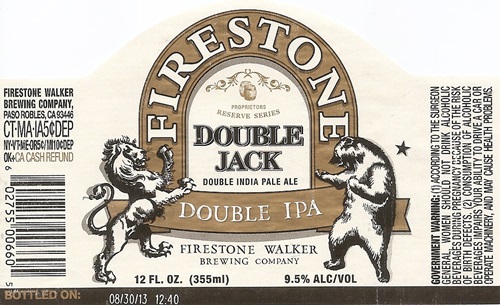 FIRESTONE WALKER
BREWING COMPANY,
PASO ROBLES, CA 93446
CT-MA-IA5¢DEP
NY-VT-ME-OR5¢/MI10¢DEP
OK+CA CASH REFUND
FIRESTONE
PROPRIETORS
RESERVE SERIES
DOUBLE
JACK
DOUBLE INDIA PALE ALE
DOUBLE IPA
FIRESTONE WALKER
BREWING COMPANY
12 FL. OZ. (355ml)
9.5% ALC/VOL
BOTTLED ON:
08/30/13 12:40
GOVERNMENT WARNING: (1) ACCORDING TO THE SURGEON
GENERAL, WOMEN SHOULD NOT DRINK ALCOHOLIC
BEVERAGES DURING PREGNANCY BECAUSE OF THE RISK
OF BIRTH DEFECTS. (2) CONSUMPTION OF ALCOHOLIC
BEVERAGES IMPAIRS YOUR ABILITY TO DRIVE A CAR OR
OPERATE MACHINERY, AND MAY CAUSE HEALTH PROBLEMS.